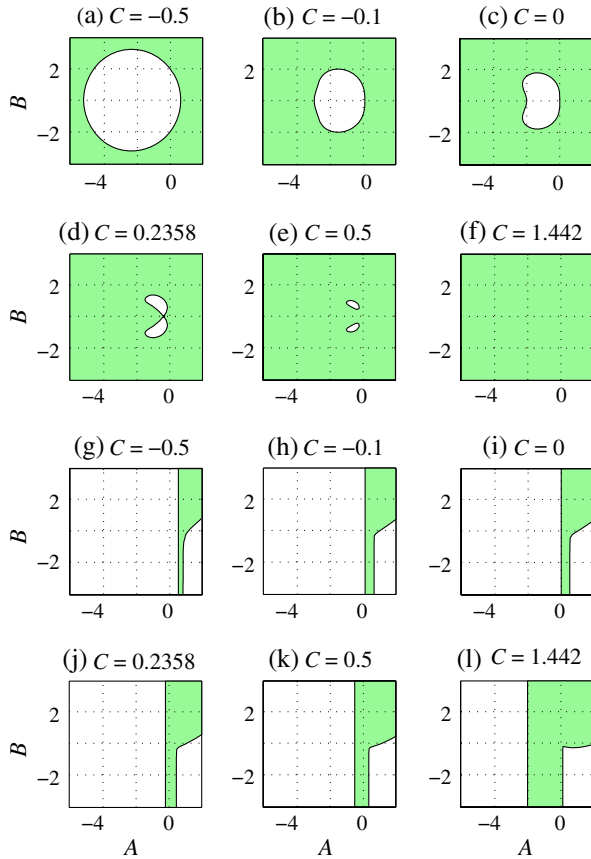 (a) C = −0.5
(b) C = −0.1
(c) C = 0
B
2
−2
2
−2
2
−2
−4
0
−4
0
−4
0
(d) C = 0.2358
(e) C = 0.5
(f) C = 1.442
B
2
−2
2
−2
2
−2
−4
0
−4
0
−4
0
(g) C = −0.5
(h) C = −0.1
(i) C = 0
B
2
−2
2
−2
2
−2
−4
0
−4
0
−4
0
(j) C = 0.2358
(k) C = 0.5
(l) C = 1.442
B
2
−2
2
−2
2
−2
−4
0
−4
0
−4
0
A
A
A